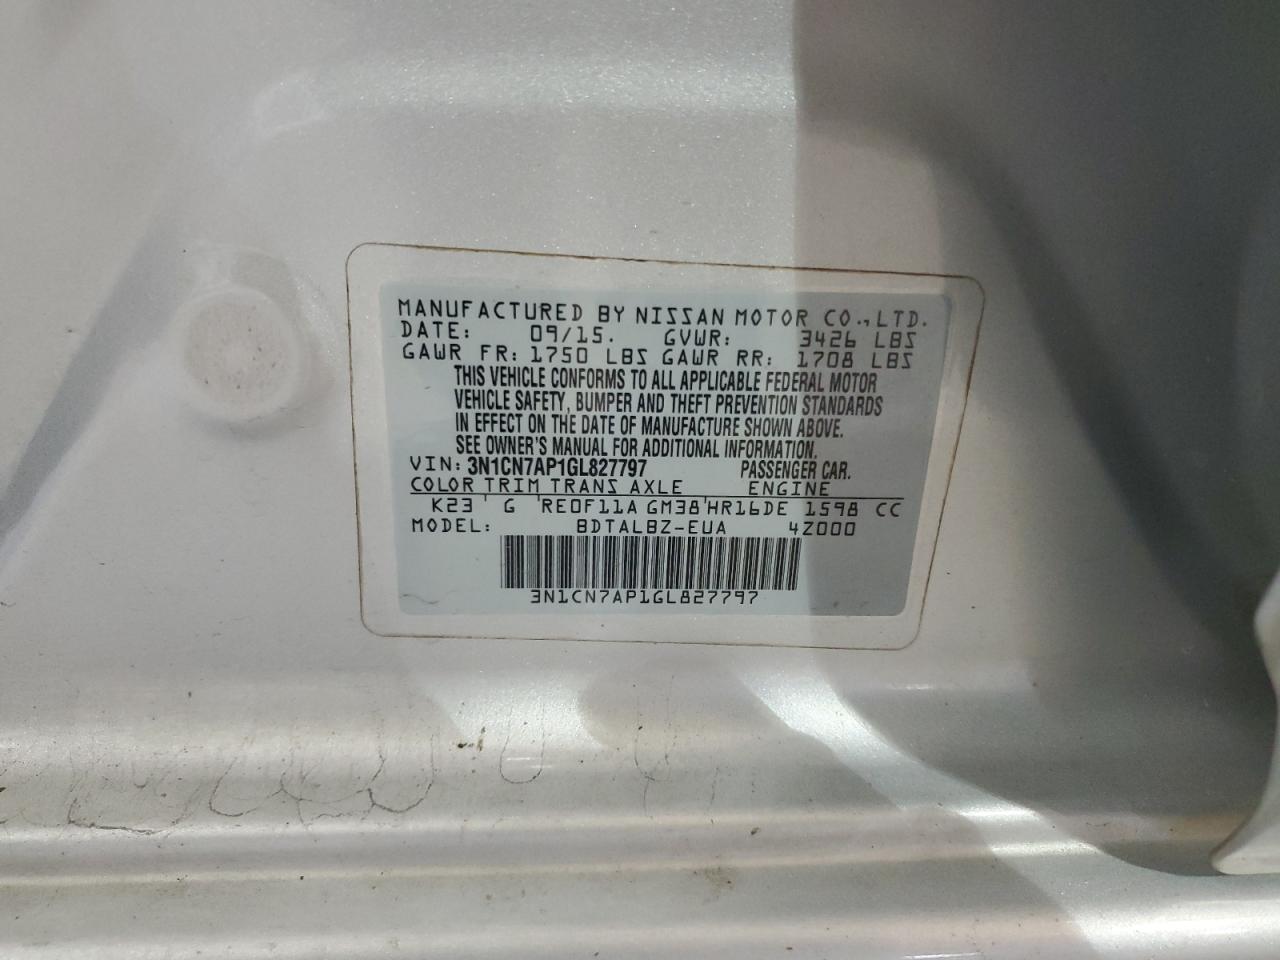 MANUFACTURED BY NISSAN MOTOR CO.,LTD.
DATE: 09/15. GVWR: 3426 LBS
GAWR FR: 1750 LBS GAWR RR: 1708 LBS
THIS VEHICLE CONFORMS TO ALL APPLICABLE FEDERAL MOTOR
VEHICLE SAFETY, BUMPER AND THEFT PREVENTION STANDARDS
IN EFFECT ON THE DATE OF MANUFACTURE SHOWN ABOVE.
SEE OWNER'S MANUAL FOR ADDITIONAL INFORMATION.
VIN: 3N1CN7AP1GL827797 PASSENGER CAR.
COLOR TRIM TRANS AXLE ENGINE
K23 G RE0F11A GM38 HR16DE 1598 CC
MODEL: BDTALBZ-EUA 4Z000
3N1CN7AP1GL827797